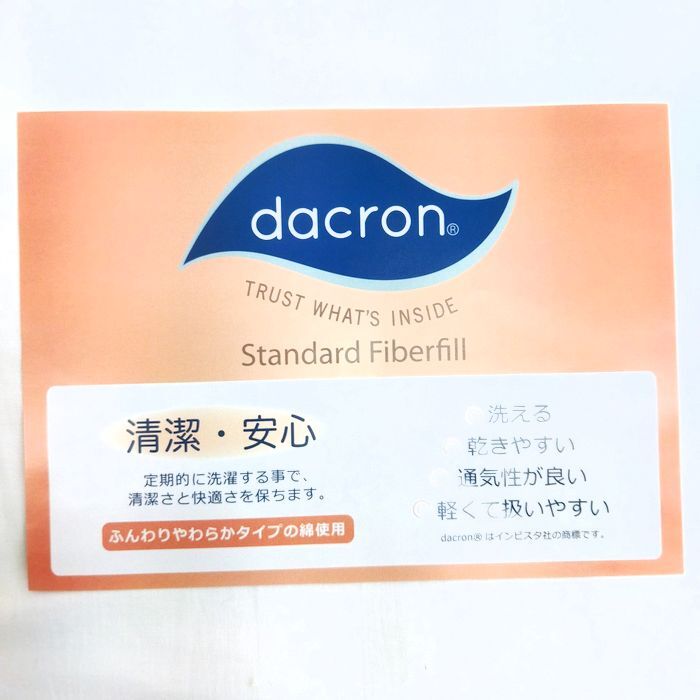 dacron®
TRUST WHAT'S INSIDE
Standard Fiberfill
清潔・安心
定期的に洗濯する事で、
清潔さと快適さを保ちます。
ふんわりやわらかタイプの綿使用
洗える
乾きやすい
通気性が良い
軽くて扱いやすい
dacron®はインビスタ社の商標です。